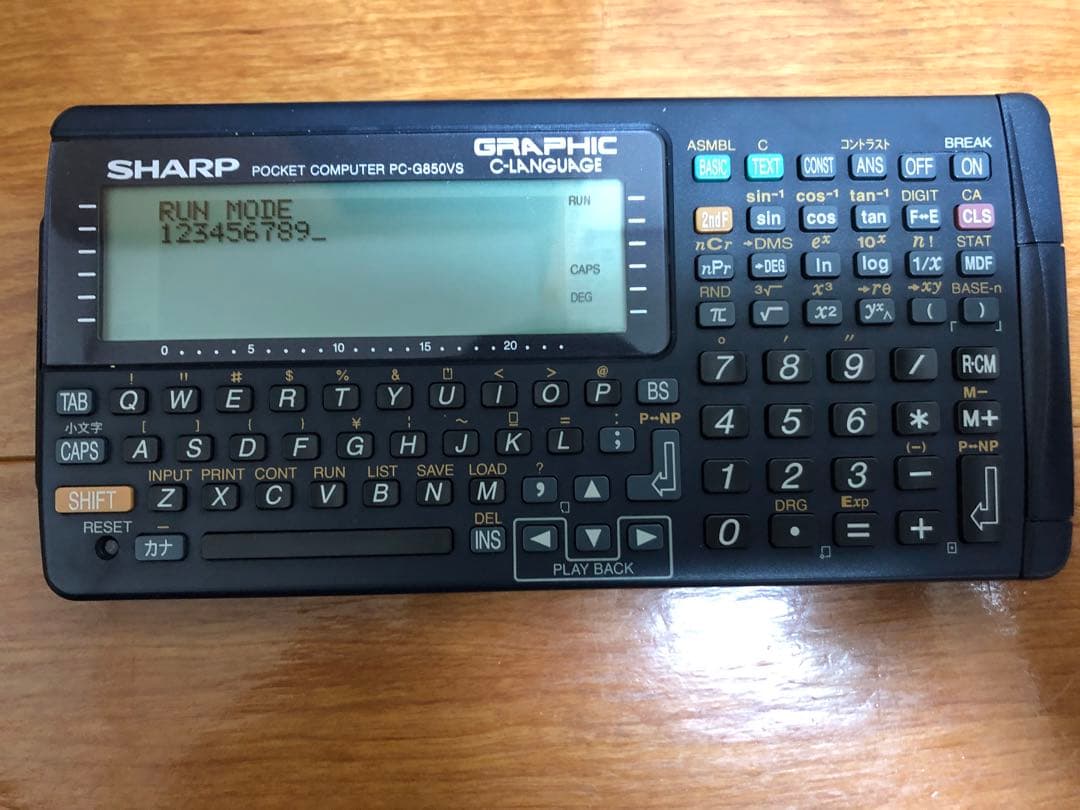 SHARP POCKET COMPUTER PC-G850VS GRAPHIC C-LANGUAGE
RUN MODE
123456789_
RUN
CAPS
DEG
0 5 10 15 20
! " # $ % & < > @
TAB Q W E R T Y U I O P BS
小文字 [ ] { } ¥ | ~ = : P↔NP
CAPS A S D F G H J K L ;
INPUT PRINT CONT RUN LIST SAVE LOAD ?
SHIFT Z X C V B N M , ▲
RESET - DEL
カナ INS ◀ ▼ ▶
PLAY BACK
ASMBL C コントラスト BREAK
BASIC TEXT CONST ANS OFF ON
sin⁻¹ cos⁻¹ tan⁻¹ DIGIT CA
2ndF sin cos tan F↔E CLS
nCr →DMS eˣ 10ˣ n! STAT
nPr →DEG ln log 1/x MDF
RND ³√ x³ →rθ →xy BASE-n
π √ x² yˣ^ ( )
° ′ ″
7 8 9 / R·CM
M-
4 5 6 * M+
(-) P↔NP
1 2 3 −
DRG Exp
0 • = +